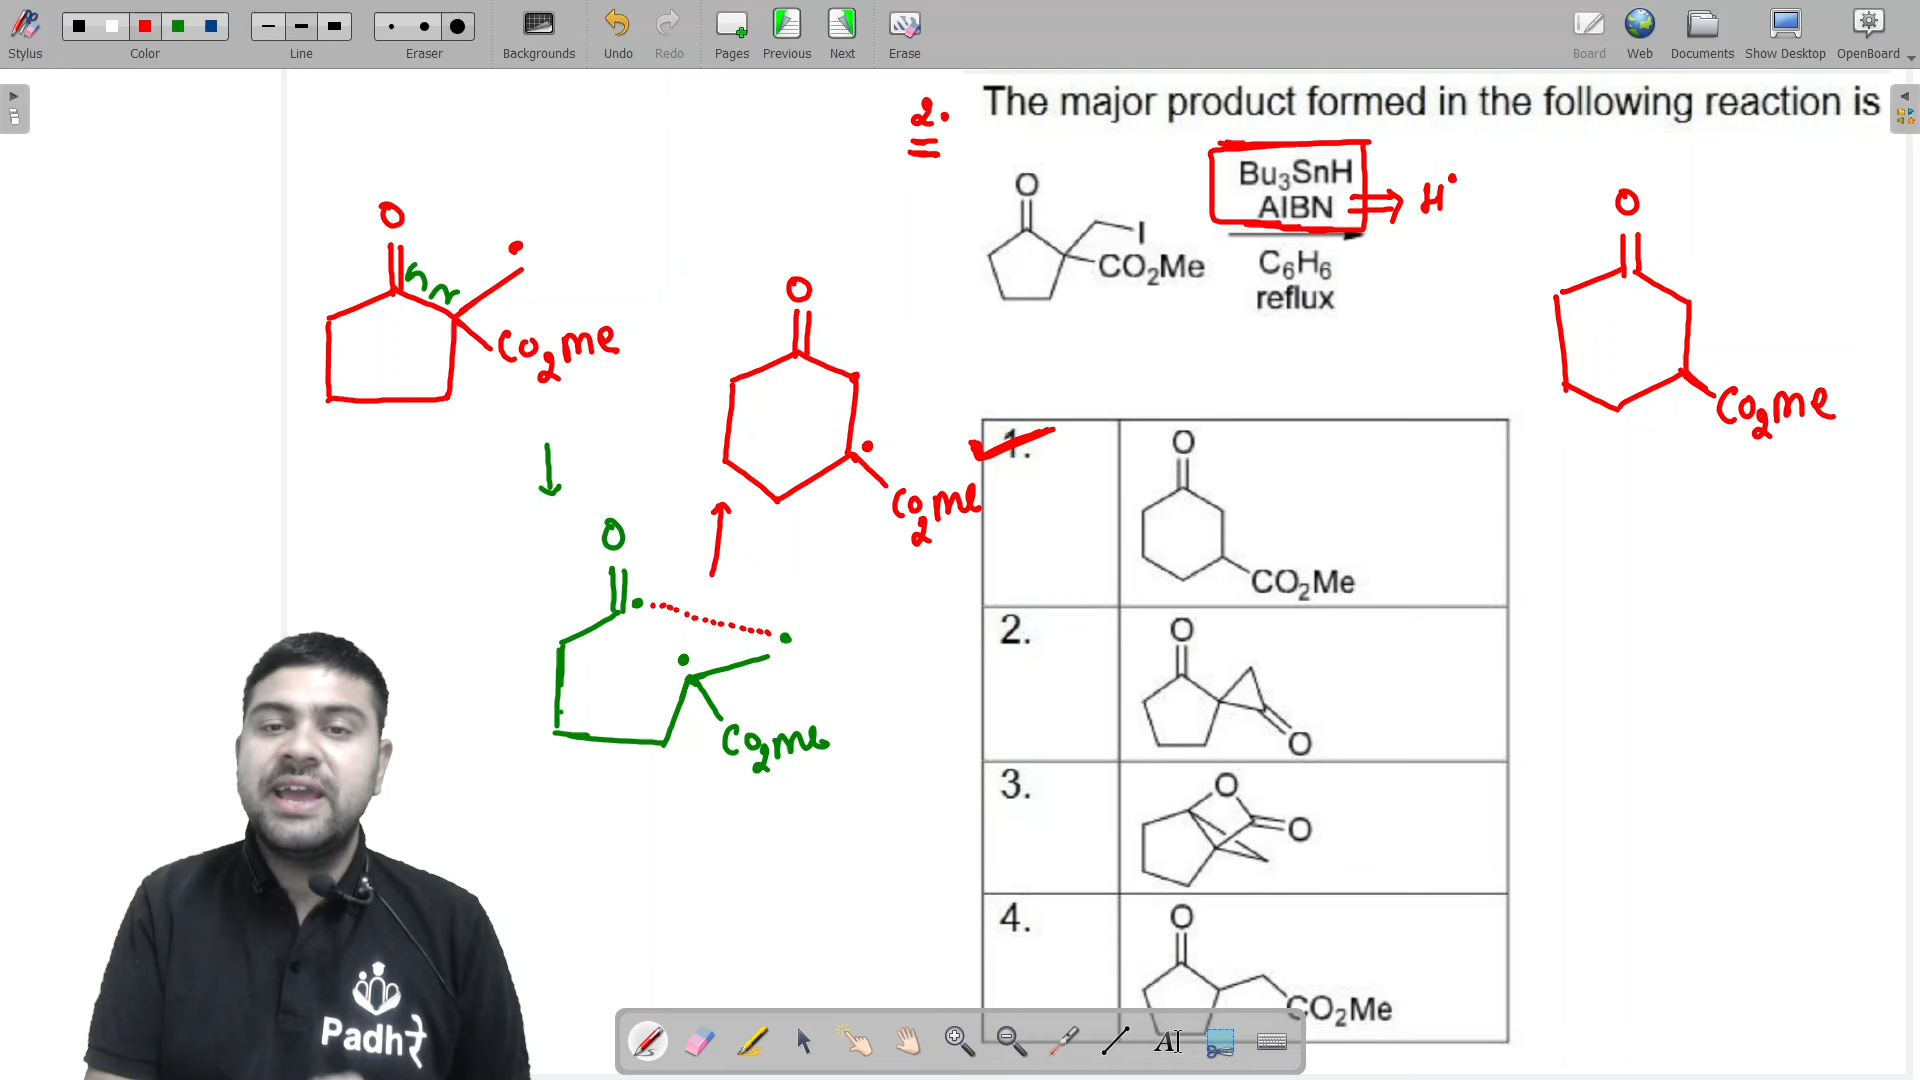 Stylus
Color
Line
Eraser
Backgrounds
Undo
Redo
Pages
Previous
Next
Erase
Board
Web
Documents
Show Desktop
OpenBoard
2. The major product formed in the following reaction is
O
I
CO₂Me
Bu₃SnH
AIBN
H•
C₆H₆
reflux
O
CO₂Me
O
CO₂Me
O
CO₂Me
O
CO₂Me
1.
O
CO₂Me
2.
O
O
3.
O
O
4.
O
CO₂Me
Padhरे